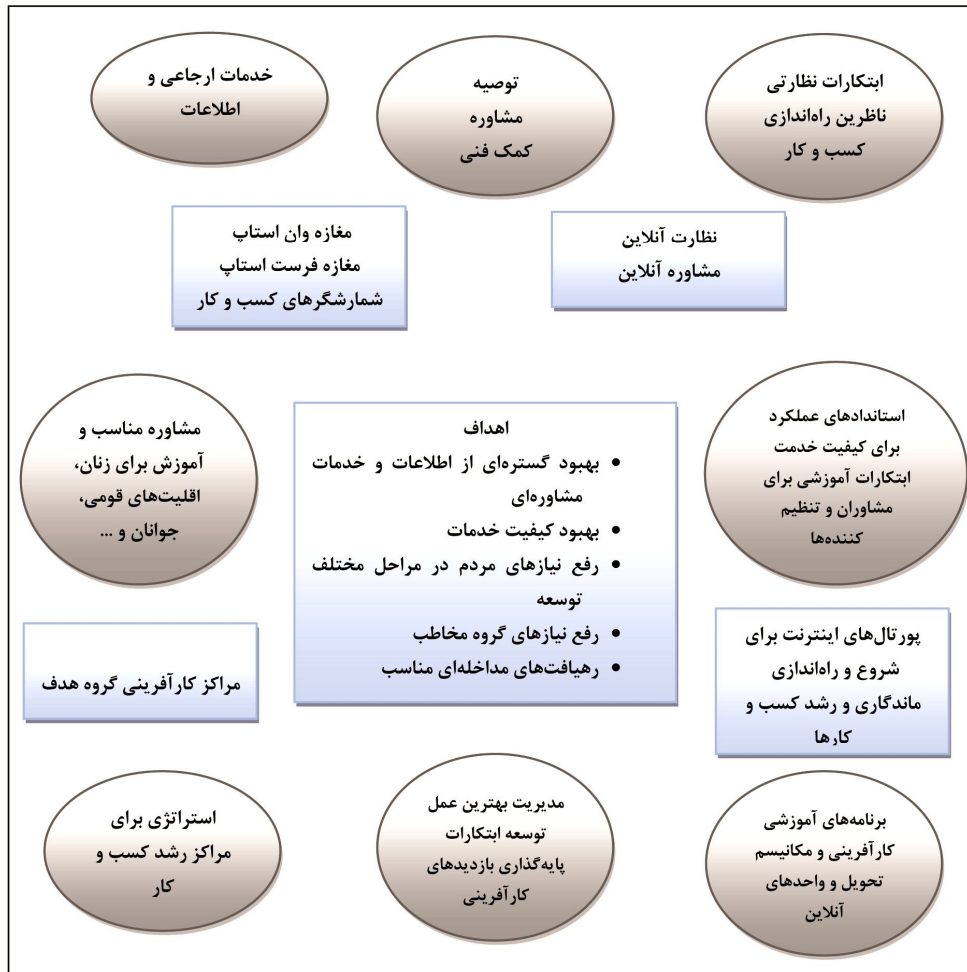 ابتکارات نظارتی
ناظرین راه‌اندازی
کسب و کار
توصیه
مشاوره
کمک فنی
خدمات ارجاعی و
اطلاعات
نظارت آنلاین
مشاوره آنلاین
مغازه وان استاپ
مغازه فرست استاپ
شمارشگرهای کسب و کار
استاندادهای عملکرد
برای کیفیت خدمت
ابتکارات آموزشی برای
مشاوران و تنظیم
کننده‌ها
اهداف
• بهبود گستره‌ای از اطلاعات و خدمات
مشاوره‌ای
• بهبود کیفیت خدمات
• رفع نیازهای مردم در مراحل مختلف
توسعه
• رفع نیازهای گروه مخاطب
• رهیافت‌های مداخله‌ای مناسب
مشاوره مناسب و
آموزش برای زنان،
اقلیت‌های قومی،
جوانان و ...
پورتال‌های اینترنت برای
شروع و راه‌اندازی
ماندگاری و رشد کسب و
کارها
مراکز کارآفرینی گروه هدف
برنامه‌های آموزشی
کارآفرینی و مکانیسم
تحویل و واحدهای
آنلاین
مدیریت بهترین عمل
توسعه ابتکارات
پایه‌گذاری بازدیدهای
کارآفرینی
استراتژی برای
مراکز رشد کسب و
کار